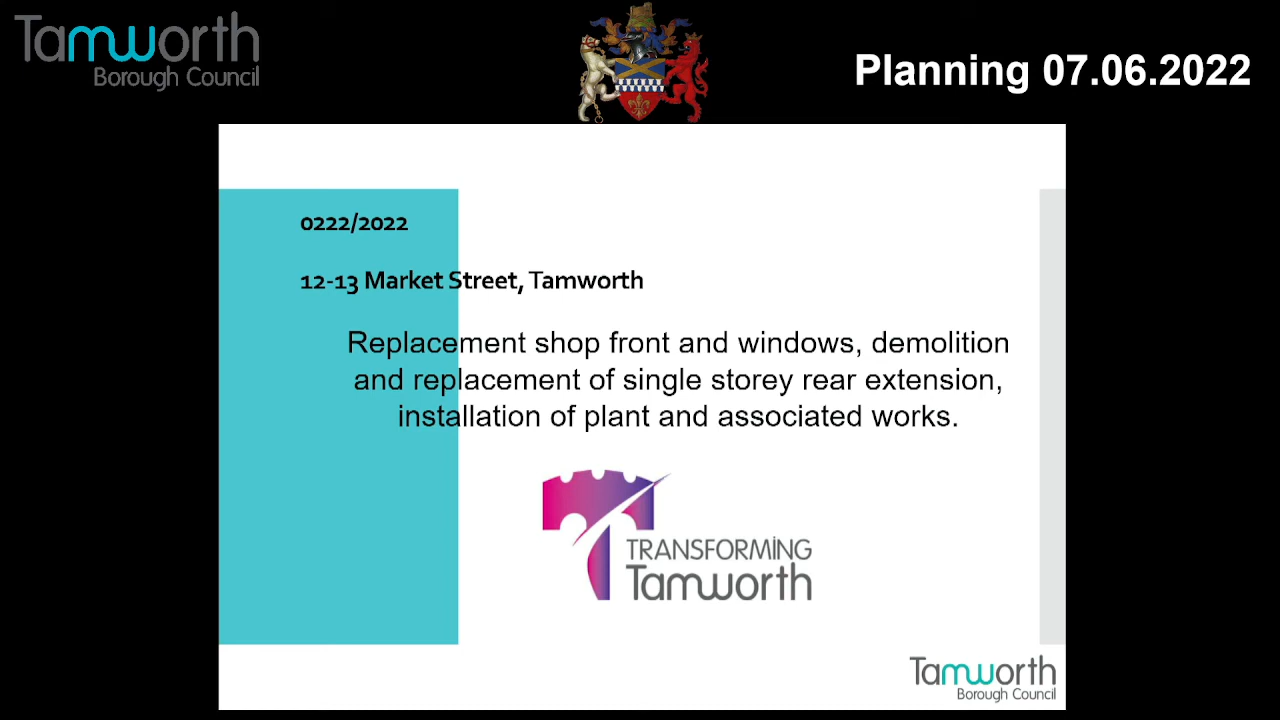 Tamworth
Borough Council
Planning 07.06.2022
0222/2022
12-13 Market Street, Tamworth
Replacement shop front and windows, demolition
and replacement of single storey rear extension,
installation of plant and associated works.
TRANSFORMING
Tamworth
Tamworth
Borough Council